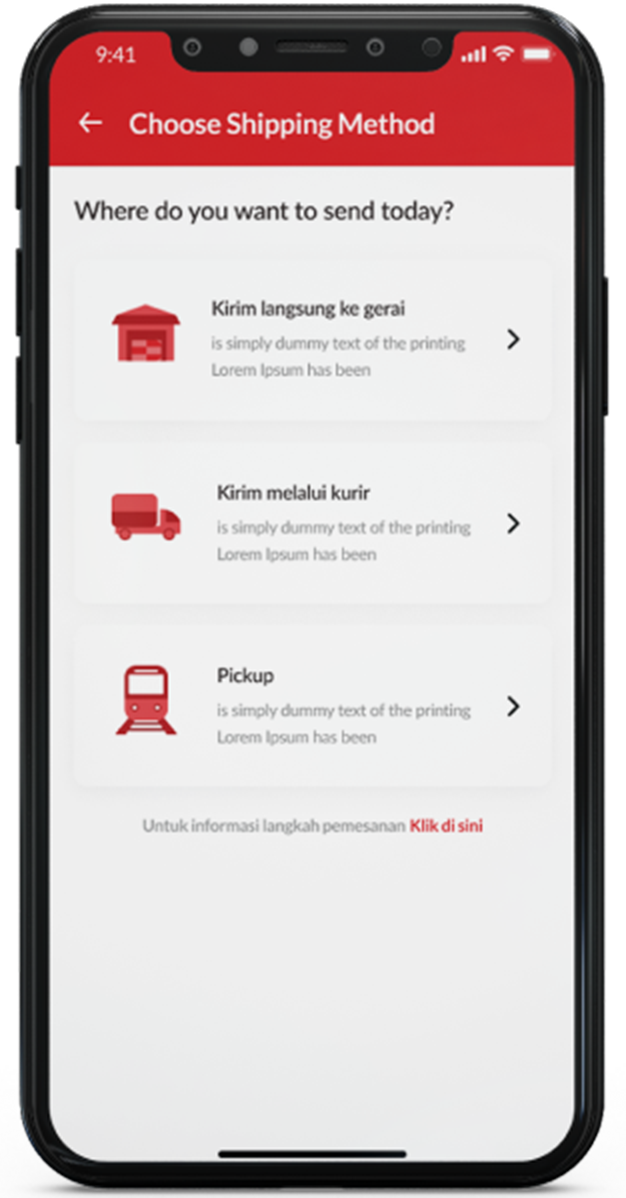 9:41
Choose Shipping Method
Where do you want to send today?
Kirim langsung ke gerai
is simply dummy text of the printing
Lorem Ipsum has been
Kirim melalui kurir
is simply dummy text of the printing
Lorem Ipsum has been
Pickup
is simply dummy text of the printing
Lorem Ipsum has been
Untuk informasi langkah pemesanan Klik di sini